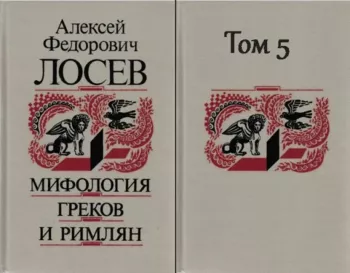 Алексей
Федорович
ЛОСЕВ
МИФОЛОГИЯ
ГРЕКОВ
И РИМЛЯН
Том 5